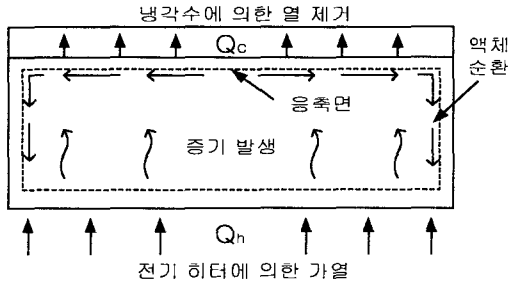 냉각수에 의한 열 제거
Qc
액체
순환
응축면
증기 발생
Qh
전기 히터에 의한 가열